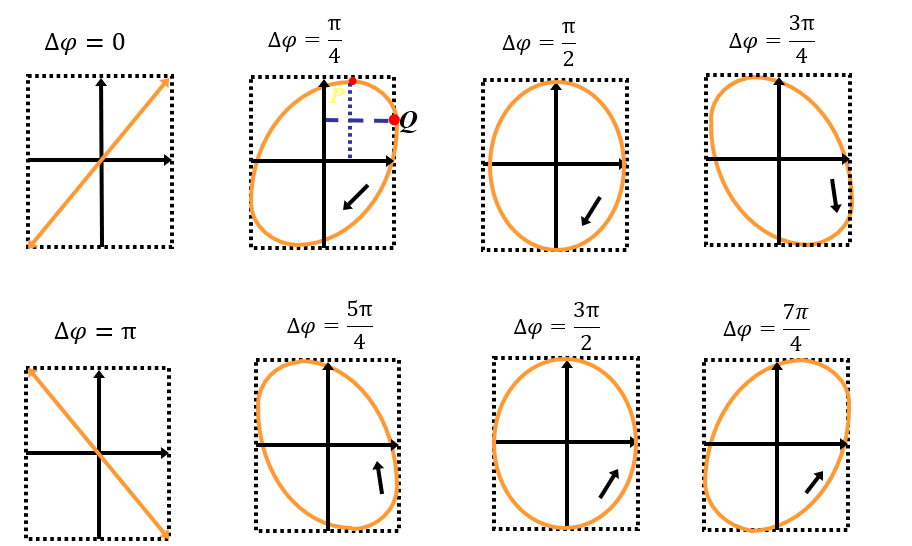 Δφ = 0
Δφ = π/4
Δφ = π/2
Δφ = 3π/4
P
Q
Δφ = π
Δφ = 5π/4
Δφ = 3π/2
Δφ = 7π/4